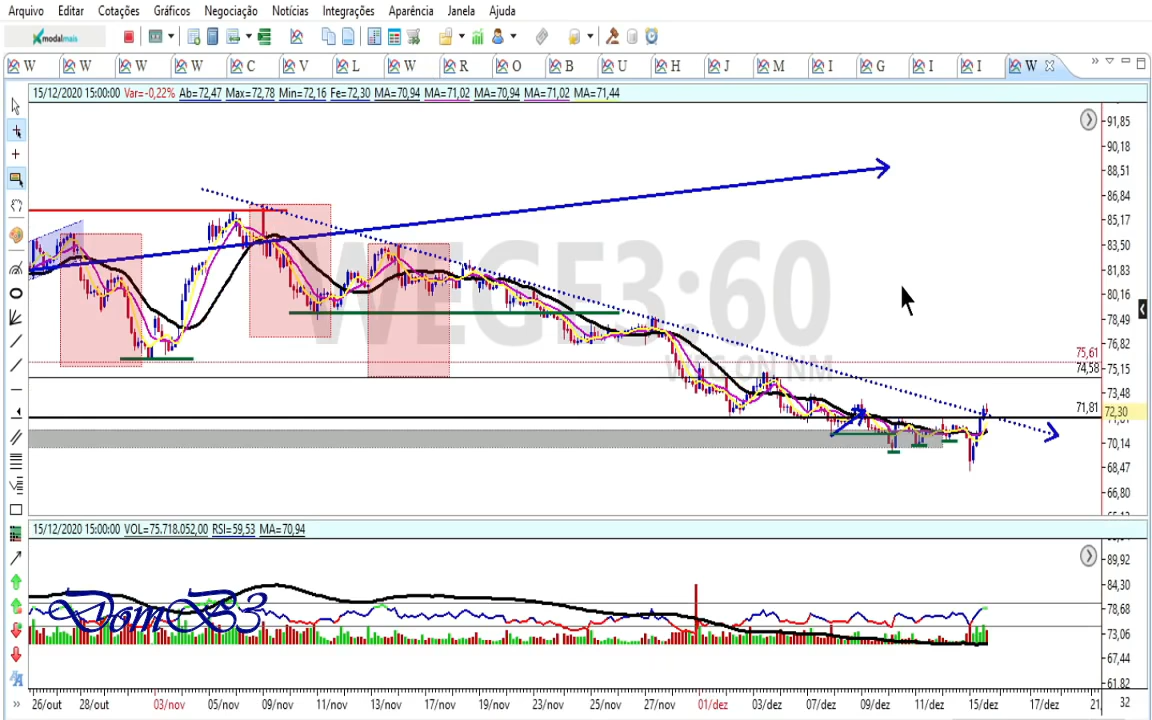 Arquivo Editar Cotações Gráficos Negociação Notícias Integrações Aparência Janela Ajuda
modalmais
W W W W C V L W R O B U H J M I G I I W
15/12/2020 15:00:00 Var=-0,22% Ab=72,47 Max=72,78 Min=72,16 Fe=72,30 MA=70,94 MA=71,02 MA=70,94 MA=71,02 MA=71,44
WEGE3:60
WEG ON NM
91,85
90,18
88,51
86,84
85,17
83,50
81,83
80,16
78,49
76,82
75,61
74,58
75,15
73,48
71,81
72,30
70,14
68,47
66,80
15/12/2020 15:00:00 VOL=75.718.052,00 RSI=59,53 MA=70,94
89,92
84,30
78,68
73,06
67,44
61,82
DomB3
26/out 28/out 03/nov 05/nov 09/nov 11/nov 13/nov 17/nov 19/nov 23/nov 25/nov 27/nov 01/dez 03/dez 07/dez 09/dez 11/dez 15/dez 17/dez 21
32